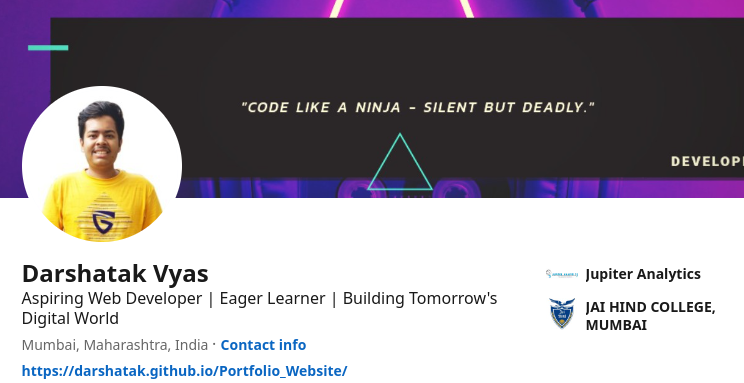 "CODE LIKE A NINJA - SILENT BUT DEADLY."
DEVELOP
Darshatak Vyas
Aspiring Web Developer | Eager Learner | Building Tomorrow's
Digital World
Mumbai, Maharashtra, India · Contact info
https://darshatak.github.io/Portfolio_Website/
Jupiter Analytics
JAI HIND COLLEGE,
MUMBAI